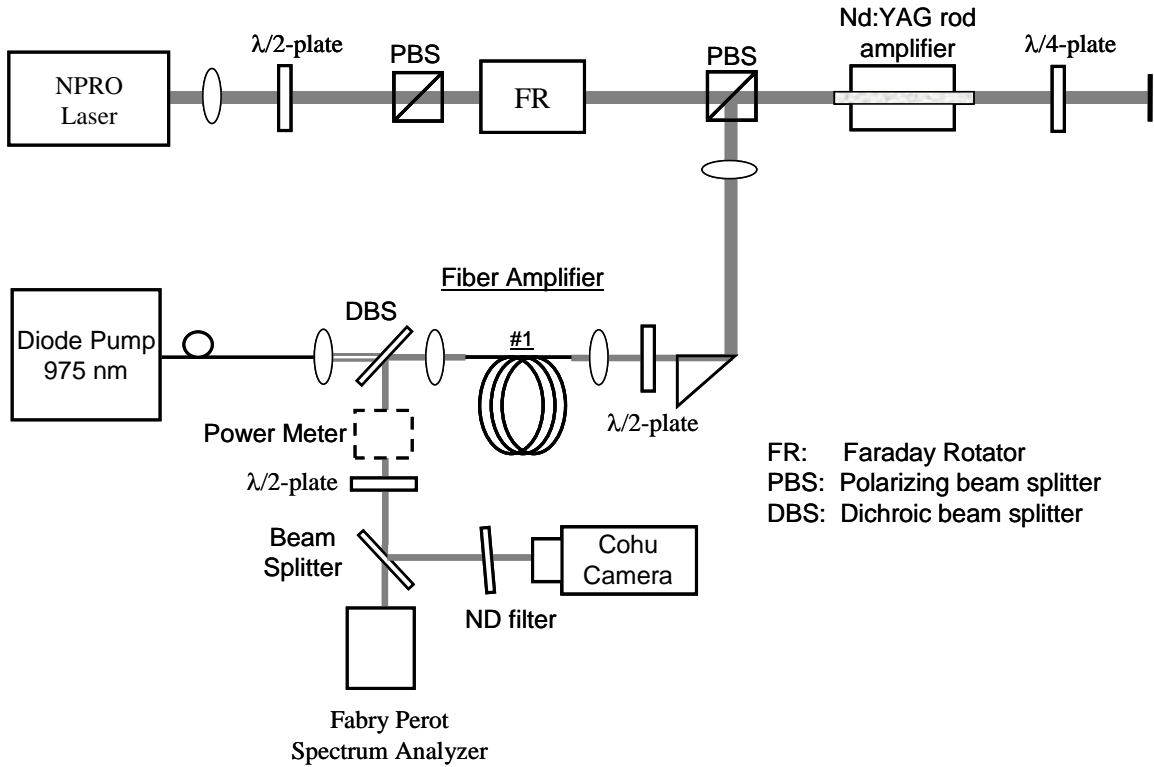 Nd:YAG rod
amplifier
λ/2-plate
PBS
PBS
λ/4-plate
NPRO
Laser
FR
Fiber Amplifier
DBS
#1
Diode Pump
975 nm
λ/2-plate
Power Meter
λ/2-plate
FR: Faraday Rotator
PBS: Polarizing beam splitter
DBS: Dichroic beam splitter
Beam
Splitter
Cohu
Camera
ND filter
Fabry Perot
Spectrum Analyzer